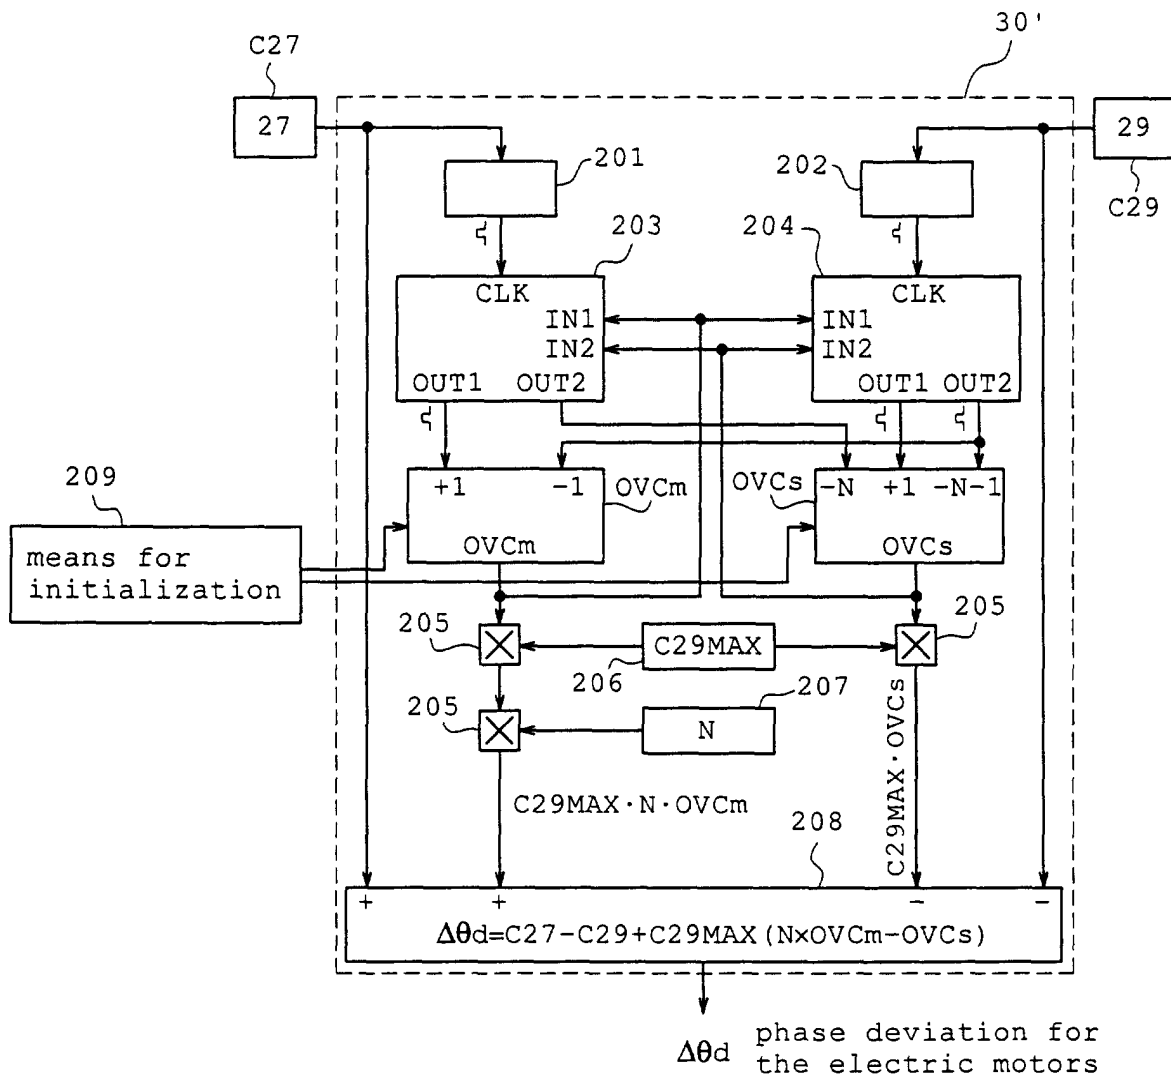 30'
C27
27
29
C29
201
202
203
204
CLK
CLK
IN1
IN1
IN2
IN2
OUT1
OUT2
OUT1
OUT2
209
+1
-1
OVCm
OVCs
-N
+1
-N-1
OVCm
OVCs
means for
initialization
205
C29MAX
205
206
205
207
N
C29MAX·N·OVCm
C29MAX·OVCs
208
+
+
-
-
Δθd=C27-C29+C29MAX(N×OVCm-OVCs)
Δθd
phase deviation for
the electric motors